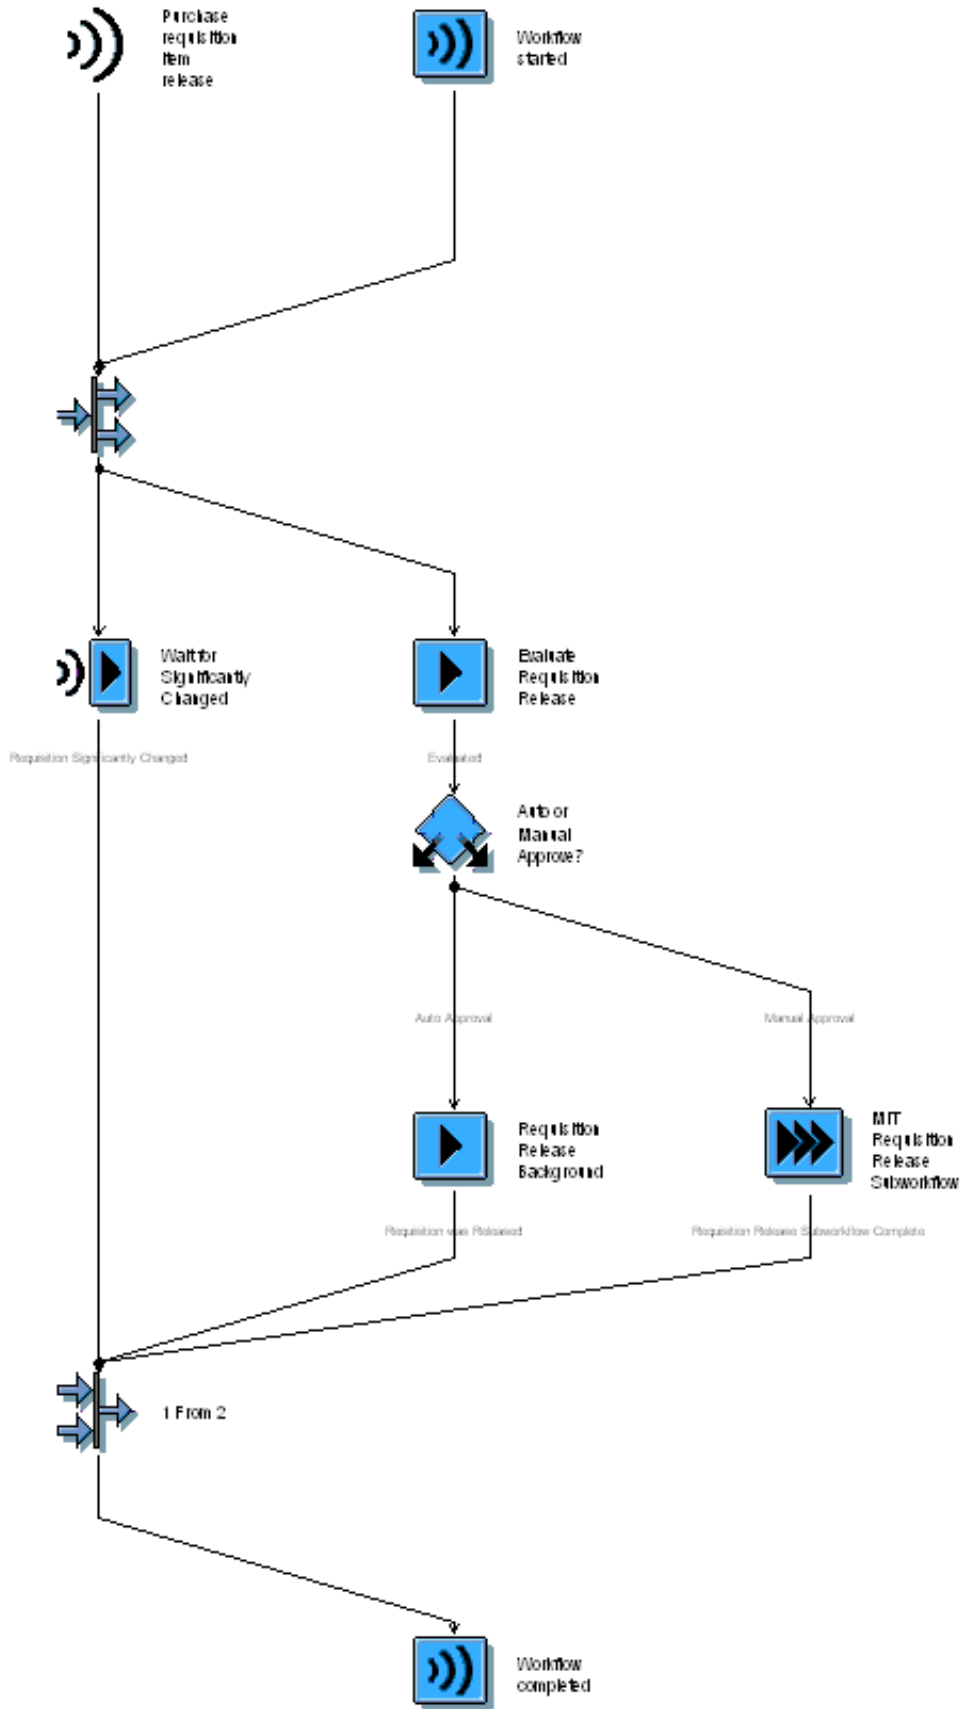 Purchase
requisition
item
release
Workflow
started
Wait for
Significantly
Changed
Evaluate
Requisition
Release
Requisition Significantly Changed
Evaluated
Auto or
Manual
Approve?
Auto Approval
Manual Approval
Requisition
Release
Background
MIT
Requisition
Release
Subworkflow
Requisition was Released
Requisition Release Subworkflow Complete
1 From 2
Workflow
completed